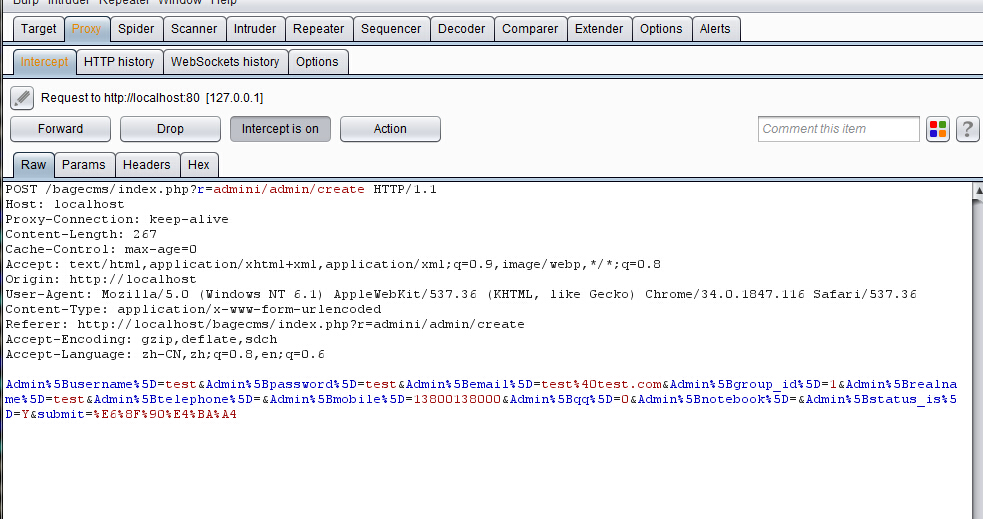 Burp Intruder Repeater Window Help
Target Proxy Spider Scanner Intruder Repeater Sequencer Decoder Comparer Extender Options Alerts
Intercept HTTP history WebSockets history Options
Request to http://localhost:80 [127.0.0.1]
Forward Drop Intercept is on Action Comment this item ?
Raw Params Headers Hex
POST /bagecms/index.php?r=admini/admin/create HTTP/1.1
Host: localhost
Proxy-Connection: keep-alive
Content-Length: 267
Cache-Control: max-age=0
Accept: text/html,application/xhtml+xml,application/xml;q=0.9,image/webp,*/*;q=0.8
Origin: http://localhost
User-Agent: Mozilla/5.0 (Windows NT 6.1) AppleWebKit/537.36 (KHTML, like Gecko) Chrome/34.0.1847.116 Safari/537.36
Content-Type: application/x-www-form-urlencoded
Referer: http://localhost/bagecms/index.php?r=admini/admin/create
Accept-Encoding: gzip,deflate,sdch
Accept-Language: zh-CN,zh;q=0.8,en;q=0.6
Admin%5Busername%5D=test&Admin%5Bpassword%5D=test&Admin%5Bemail%5D=test%40test.com&Admin%5Bgroup_id%5D=1&Admin%5Brealna
me%5D=test&Admin%5Btelephone%5D=&Admin%5Bmobile%5D=13800138000&Admin%5Bqq%5D=0&Admin%5Bnotebook%5D=&Admin%5Bstatus_is%5
D=Y&submit=%E6%8F%90%E4%BA%A4